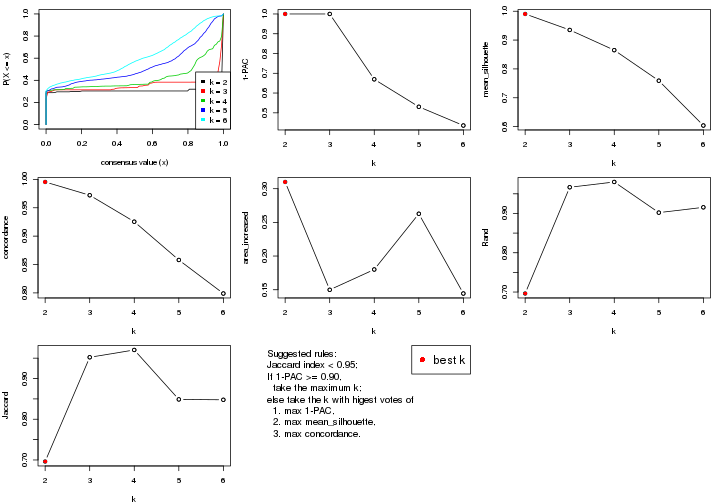 P(X <= x)
0.0 0.2 0.4 0.6 0.8 1.0
0.0 0.2 0.4 0.6 0.8 1.0
consensus value (x)
k = 2
k = 3
k = 4
k = 5
k = 6
1-PAC
0.5 0.6 0.7 0.8 0.9 1.0
2 3 4 5 6
k
mean_silhouette
0.6 0.7 0.8 0.9 1.0
2 3 4 5 6
k
concordance
0.80 0.85 0.90 0.95 1.00
2 3 4 5 6
k
area_increased
0.15 0.20 0.25 0.30
2 3 4 5 6
k
Rand
0.70 0.80 0.90
2 3 4 5 6
k
Jaccard
0.70 0.80 0.90
2 3 4 5 6
k
Suggested rules:
Jaccard index < 0.95;
If 1-PAC >= 0.90,
take the maximum k;
else take the k with higest votes of
1. max 1-PAC,
2. max mean_silhouette,
3. max concordance.
best k